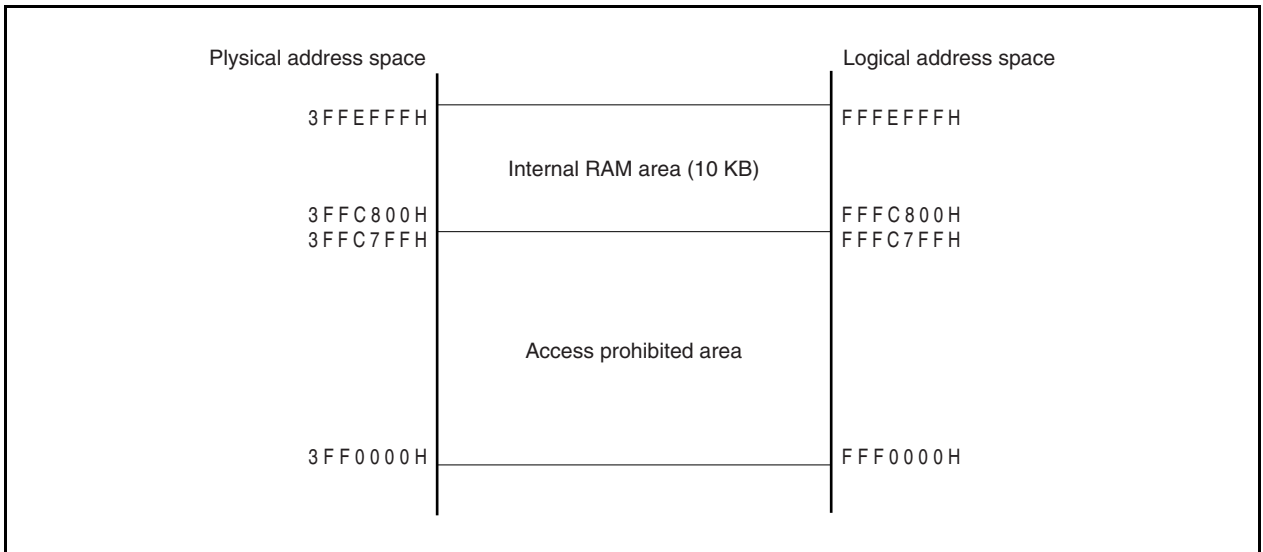 Plysical address space
Logical address space
3FFEFFFH
FFFEFFFH
Internal RAM area (10 KB)
3FFC800H
FFFC800H
3FFC7FFH
FFFC7FFH
Access prohibited area
3FF0000H
FFF0000H